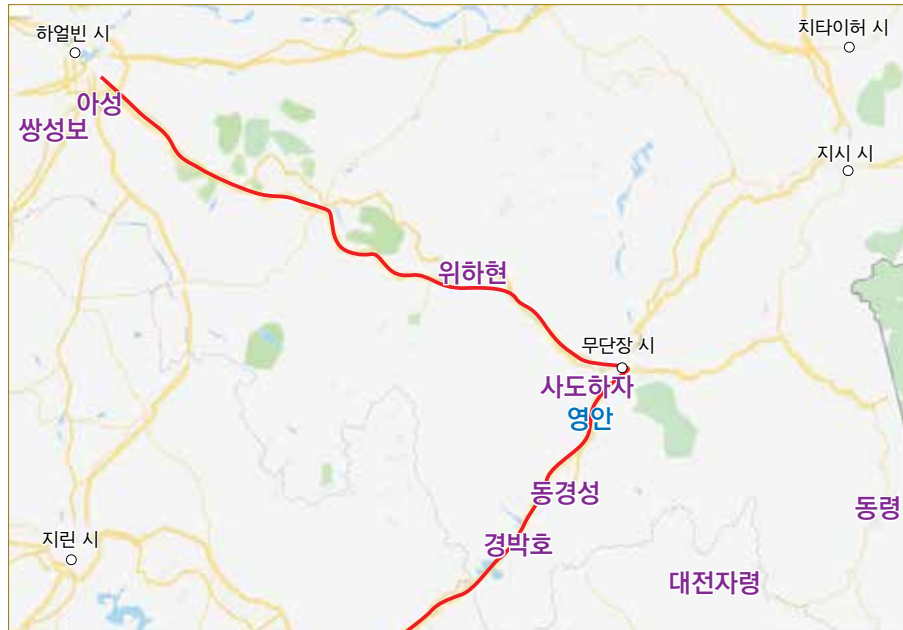 하얼빈 시
치타이허 시
아성
쌍성보
지시 시
위하현
무단장 시
사도하자
영안
동경성
동령
경박호
지린 시
대전자령